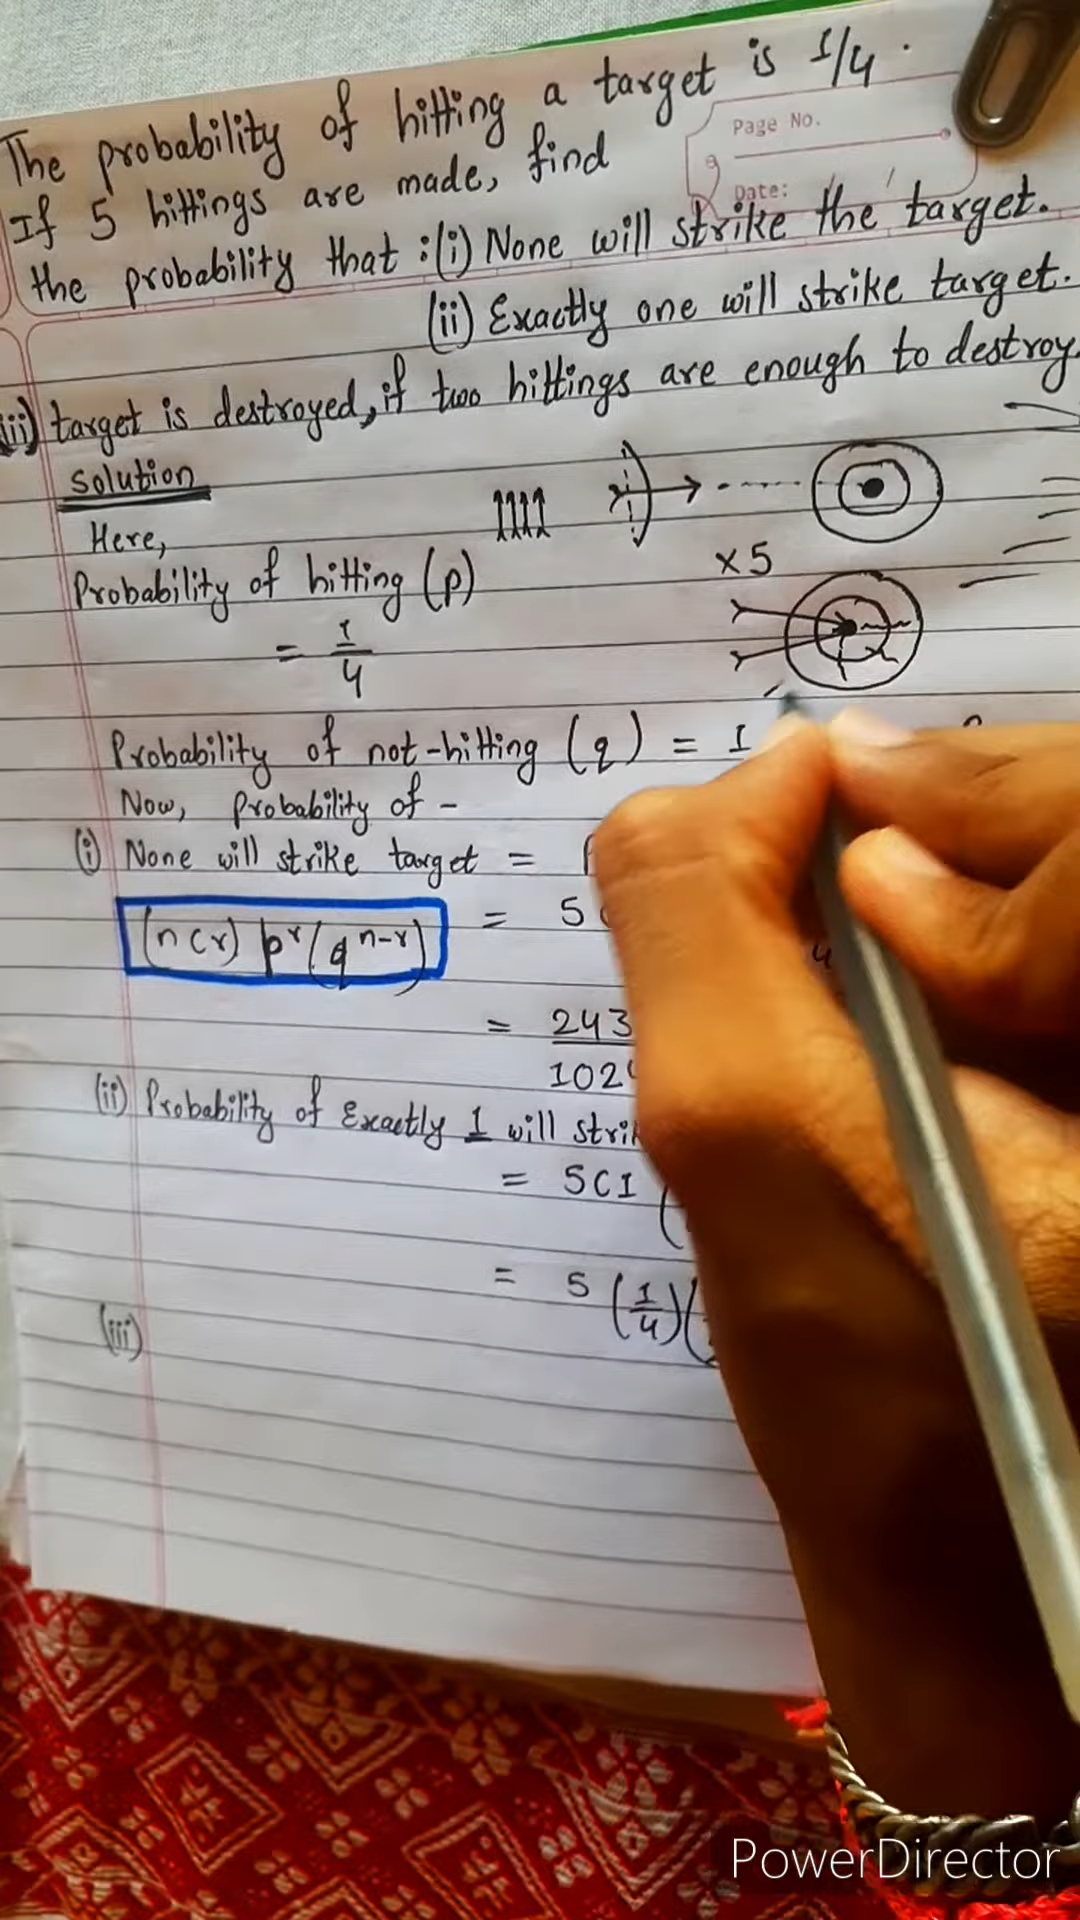 The probability of hitting a target is 1/4.
Page No.
If 5 hittings are made, find
Date:
the probability that :(i) None will strike the target.
(ii) Exactly one will strike target.
iii) target is destroyed, if two hittings are enough to destroy.
Solution
Here,
×5
Probability of hitting (p)
= 1/4
Probability of not-hitting (q) = 1
Now, Probability of -
(i) None will strike target =
(nCr) p^r (q^n-r) = 5
= 243
102
(ii) Probability of Exactly 1 will stri
= 5C1 (
= 5 (1/4)(
(iii)
PowerDirector